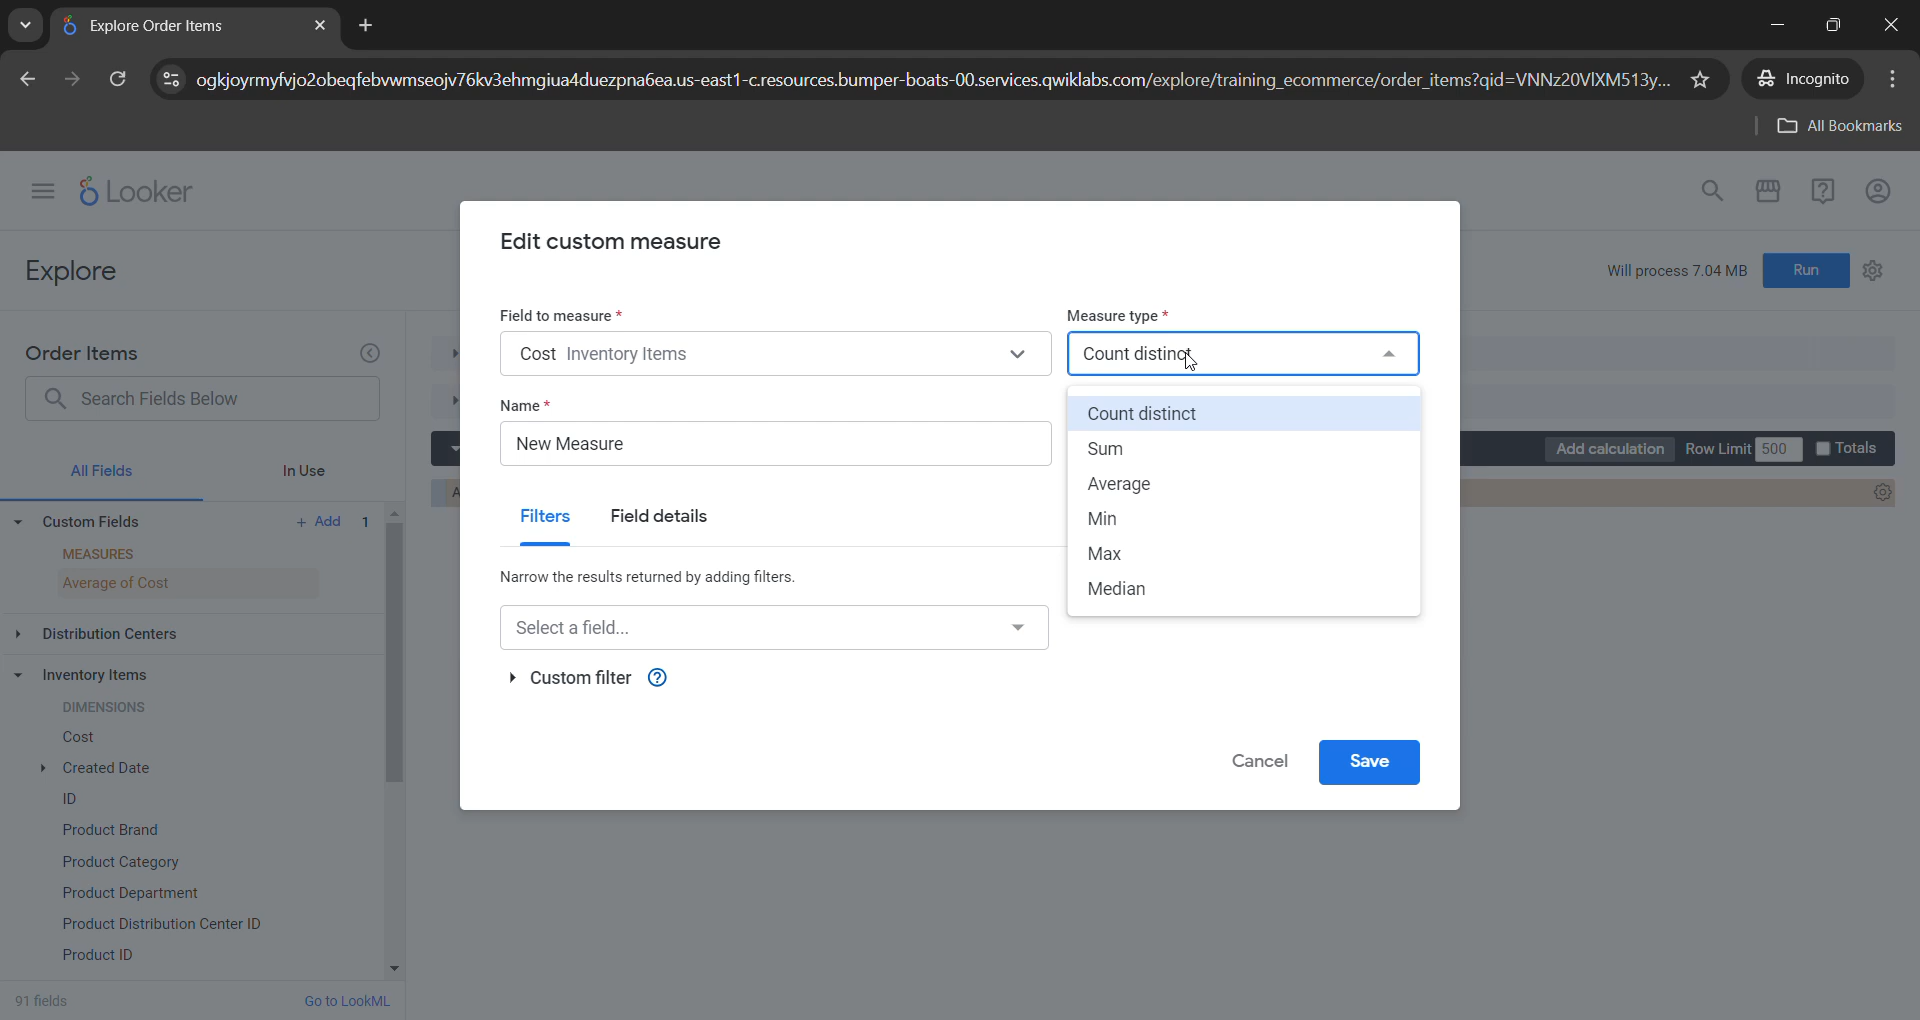 Explore Order Items
ogkjoyrmyfvjo2obeqfebvwmseojv76kv3ehmgiua4duezpna6ea.us-east1-c.resources.bumper-boats-00.services.qwiklabs.com/explore/training_ecommerce/order_items?qid=VNNz20VlXM513y...
Incognito
All Bookmarks
Looker
Explore
Will process 7.04 MB
Run
Order Items
Search Fields Below
All Fields
In Use
Custom Fields
+ Add 1
MEASURES
Average of Cost
Distribution Centers
Inventory Items
DIMENSIONS
Cost
Created Date
ID
Product Brand
Product Category
Product Department
Product Distribution Center ID
Product ID
91 fields
Go to LookML
Add calculation
Row Limit 500
Totals
Edit custom measure
Field to measure *
Cost Inventory Items
Measure type *
Count distinct
Name *
New Measure
Count distinct
Sum
Average
Min
Max
Median
Filters
Field details
Narrow the results returned by adding filters.
Select a field...
Custom filter
Cancel
Save